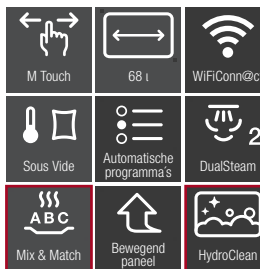 M Touch
68 l
WiFiConn@c
Sous Vide
Automatische
programma´s
2
DualSteam
ABC
Mix & Match
Bewegend
paneel
HydroClean